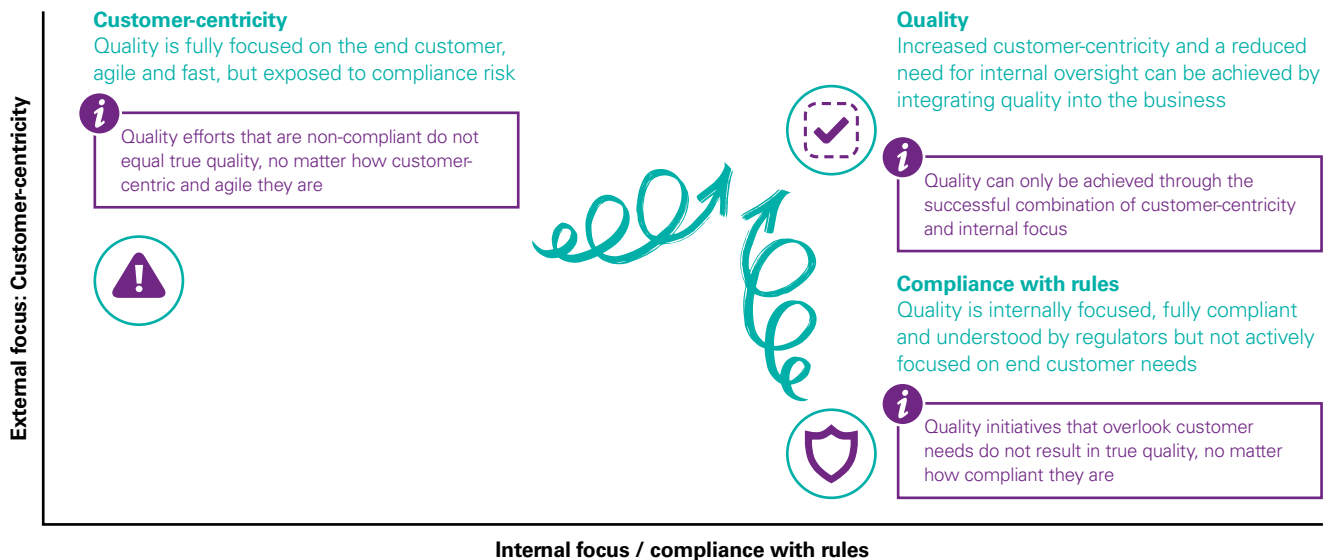 Customer-centricity
Quality is fully focused on the end customer,
agile and fast, but exposed to compliance risk
i
Quality efforts that are non-compliant do not
equal true quality, no matter how customer-
centric and agile they are
!
Quality
Increased customer-centricity and a reduced
need for internal oversight can be achieved by
integrating quality into the business
i
Quality can only be achieved through the
successful combination of customer-centricity
and internal focus
Compliance with rules
Quality is internally focused, fully compliant
and understood by regulators but not actively
focused on end customer needs
i
Quality initiatives that overlook customer
needs do not result in true quality, no matter
how compliant they are
External focus: Customer-centricity
Internal focus / compliance with rules